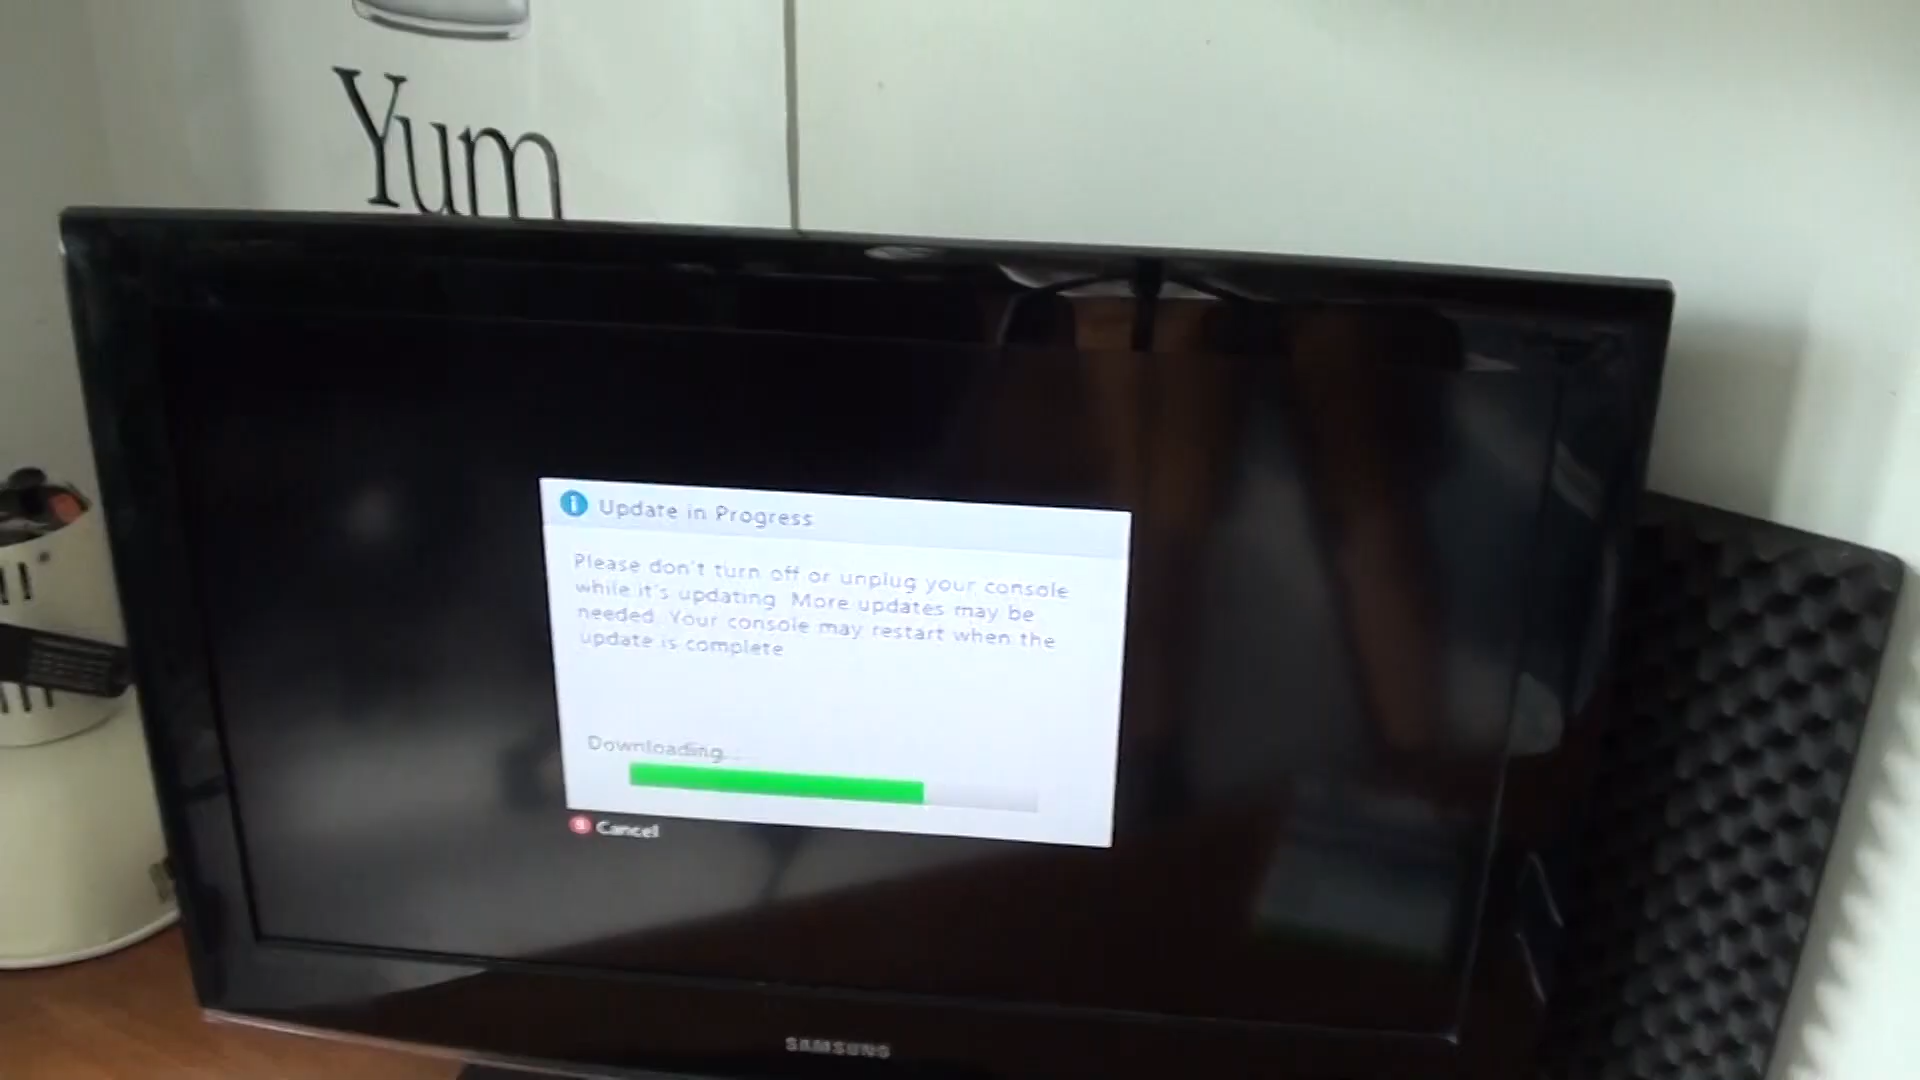 Yum
Update in Progress
Please don't turn off or unplug your console
while it's updating. More updates may be
needed. Your console may restart when the
update is complete.
Downloading...
B Cancel
SAMSUNG